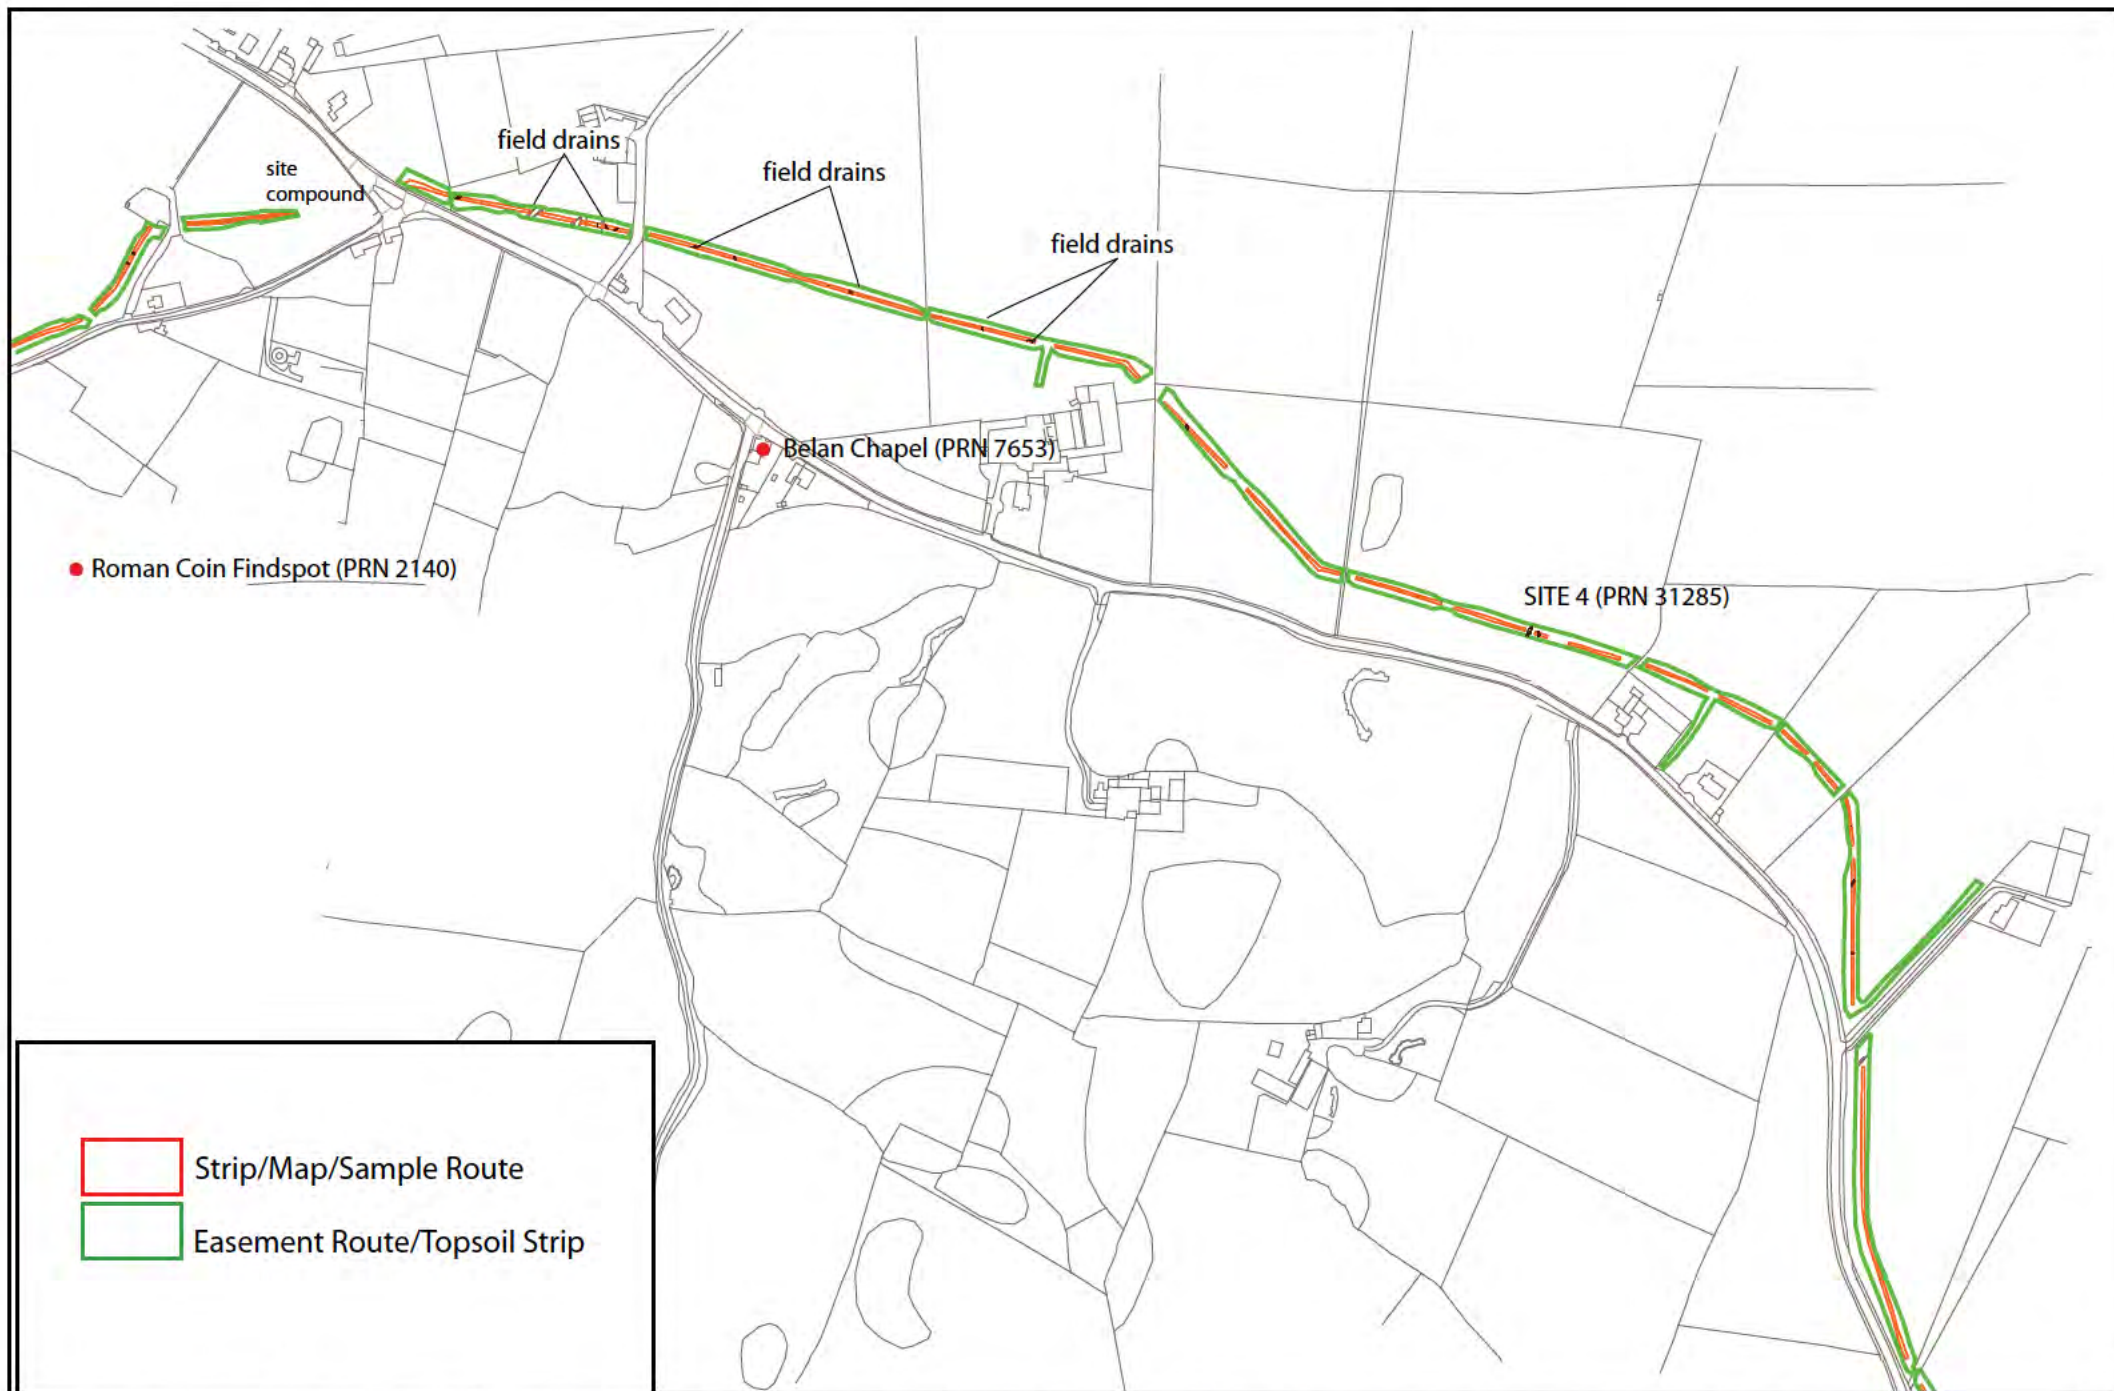 field drains
site
compound
field drains
field drains
Belan Chapel (PRN 7653)
Roman Coin Findspot (PRN 2140)
SITE 4 (PRN 31285)
Strip/Map/Sample Route
Easement Route/Topsoil Strip